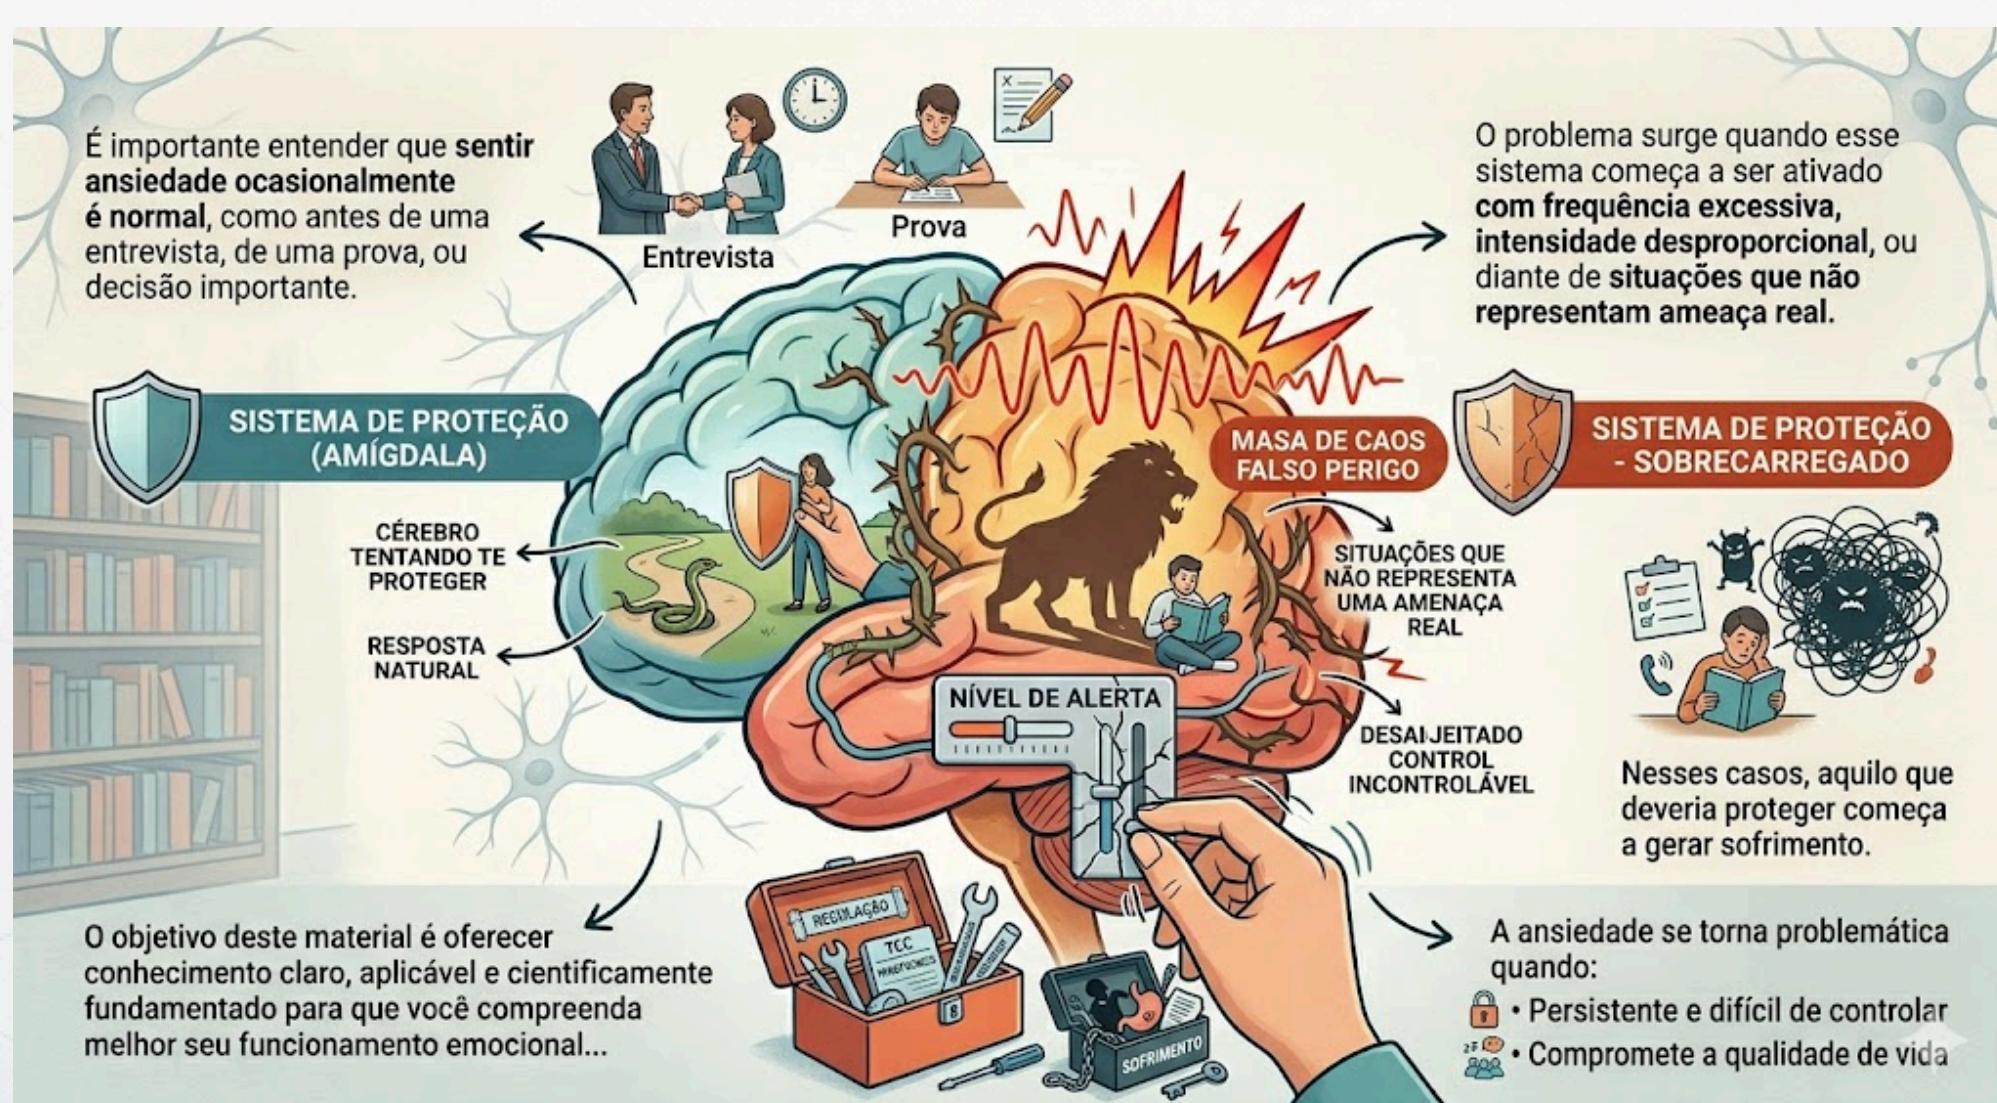 É importante entender que sentir
ansiedade ocasionalmente
é normal, como antes de uma
entrevista, de uma prova, ou
decisão importante.
Entrevista
Prova
O problema surge quando esse
sistema começa a ser ativado
com frequência excessiva,
intensidade desproporcional, ou
diante de situações que não
representam ameaça real.
SISTEMA DE PROTEÇÃO
(AMÍGDALA)
CÉREBRO
TENTANDO TE
PROTEGER
RESPOSTA
NATURAL
MASA DE CAOS
FALSO PERIGO
SISTEMA DE PROTEÇÃO
- SOBRECARREGADO
SITUAÇÕES QUE
NÃO REPRESENTA
UMA AMENAÇA
REAL
NÍVEL DE ALERTA
DESAIJEITADO
CONTROL
INCONTROLÁVEL
Nesses casos, aquilo que
deveria proteger começa
a gerar sofrimento.
O objetivo deste material é oferecer
conhecimento claro, aplicável e cientificamente
fundamentado para que você compreenda
melhor seu funcionamento emocional...
TCC
8
SOFRIMENTO
A ansiedade se torna problemática
quando:
• Persistente e difícil de controlar
• Compromete a qualidade de vida